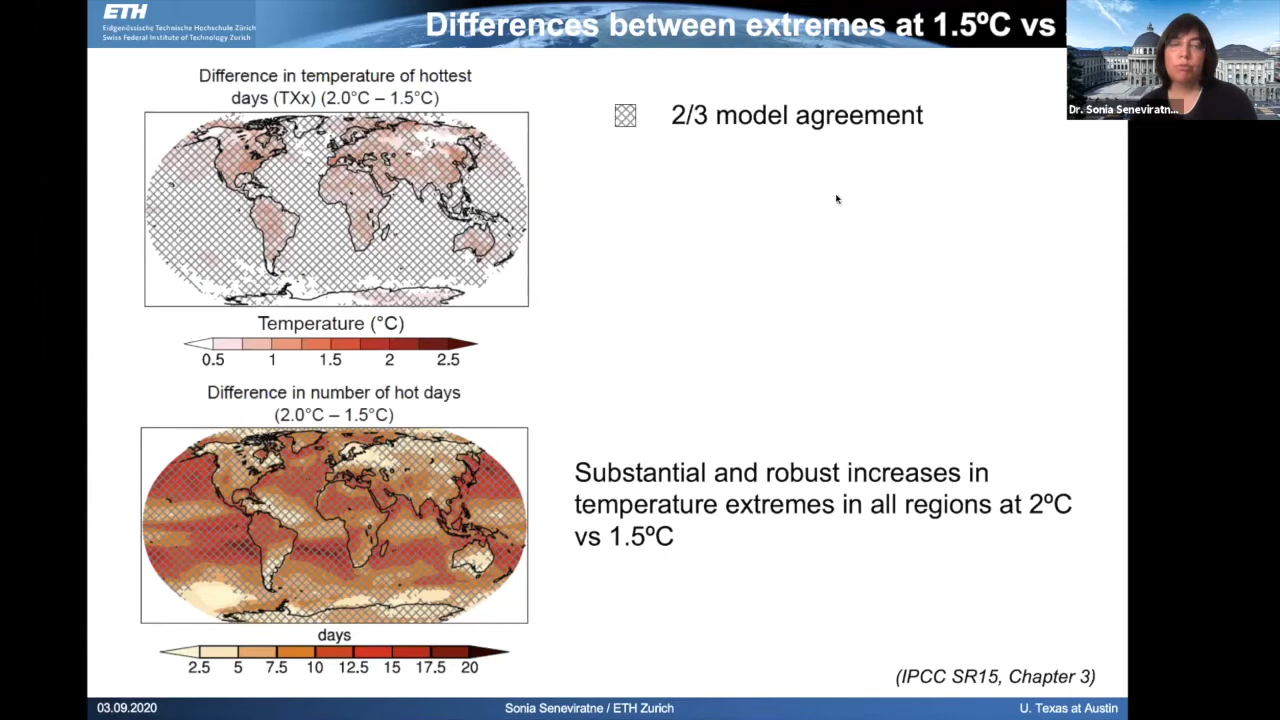 ETH
Eidgenössische Technische Hochschule Zürich
Swiss Federal Institute of Technology Zurich
Differences between extremes at 1.5ºC vs
Dr. Sonia Seneviratn...
Difference in temperature of hottest
days (TXx) (2.0°C – 1.5°C)
2/3 model agreement
Temperature (°C)
0.5 1 1.5 2 2.5
Difference in number of hot days
(2.0°C – 1.5°C)
Substantial and robust increases in
temperature extremes in all regions at 2ºC
vs 1.5ºC
days
2.5 5 7.5 10 12.5 15 17.5 20
(IPCC SR15, Chapter 3)
03.09.2020
Sonia Seneviratne / ETH Zurich
U. Texas at Austin